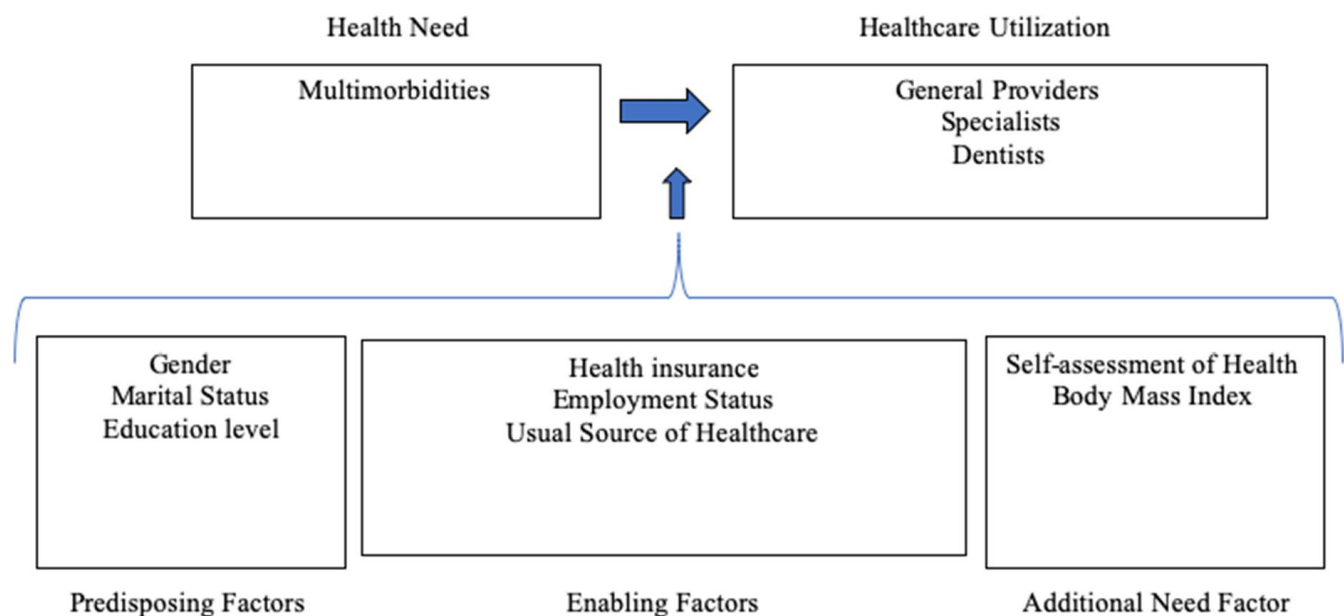 Health Need
Healthcare Utilization
Multimorbidities
General Providers
Specialists
Dentists
Gender
Marital Status
Education level
Health insurance
Employment Status
Usual Source of Healthcare
Self-assessment of Health
Body Mass Index
Predisposing Factors
Enabling Factors
Additional Need Factor